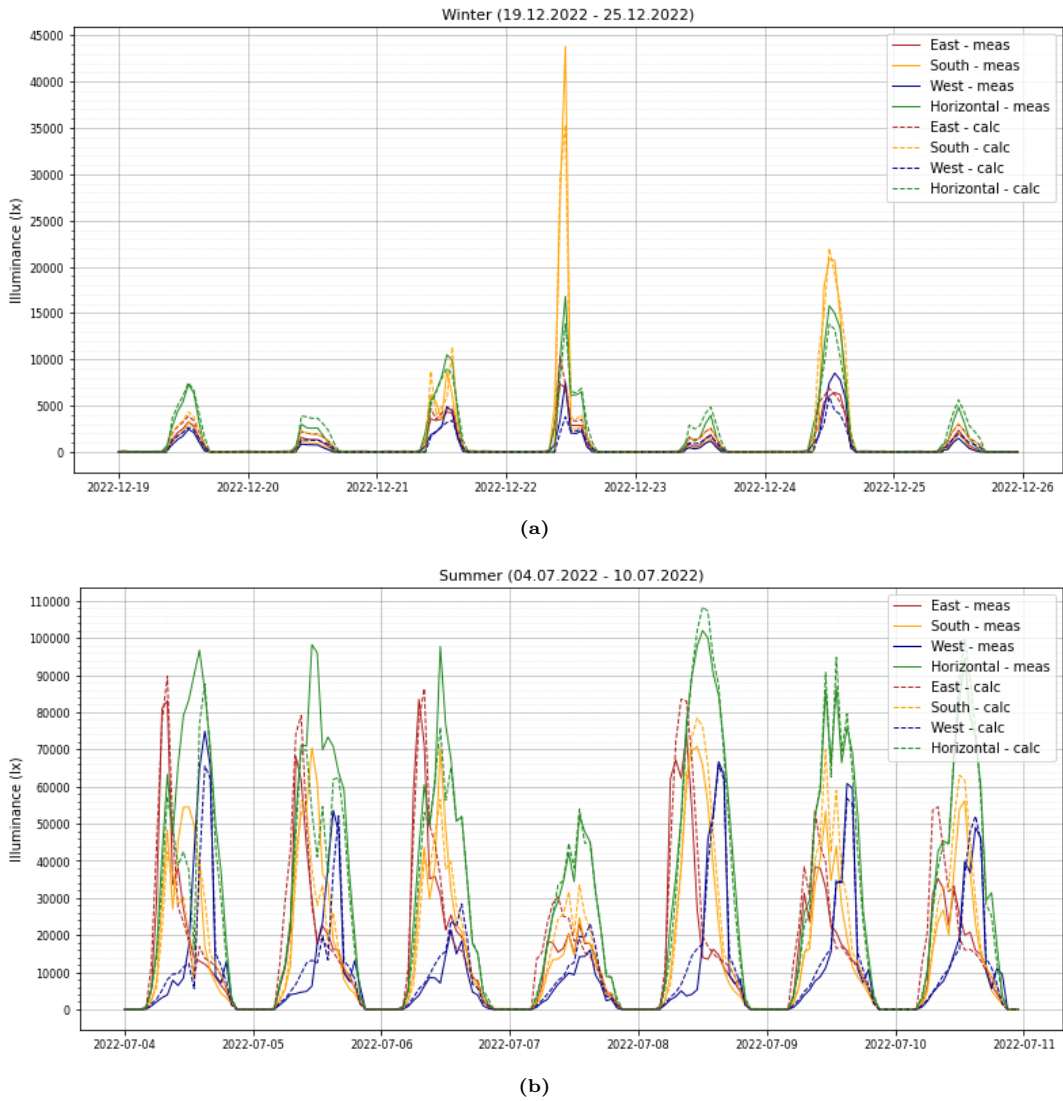 Winter (19.12.2022 - 25.12.2022)
Illuminance (lx)
45000
40000
35000
30000
25000
20000
15000
10000
5000
0
East - meas
South - meas
West - meas
Horizontal - meas
East - calc
South - calc
West - calc
Horizontal - calc
2022-12-19 2022-12-20 2022-12-21 2022-12-22 2022-12-23 2022-12-24 2022-12-25 2022-12-26
(a)
Summer (04.07.2022 - 10.07.2022)
Illuminance (lx)
110000
100000
90000
80000
70000
60000
50000
40000
30000
20000
10000
0
East - meas
South - meas
West - meas
Horizontal - meas
East - calc
South - calc
West - calc
Horizontal - calc
2022-07-04 2022-07-05 2022-07-06 2022-07-07 2022-07-08 2022-07-09 2022-07-10 2022-07-11
(b)